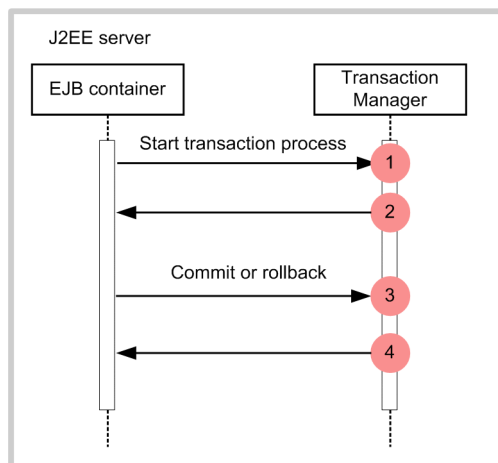 J2EE server
EJB container
Transaction
Manager
Start transaction process
1
2
Commit or rollback
3
4